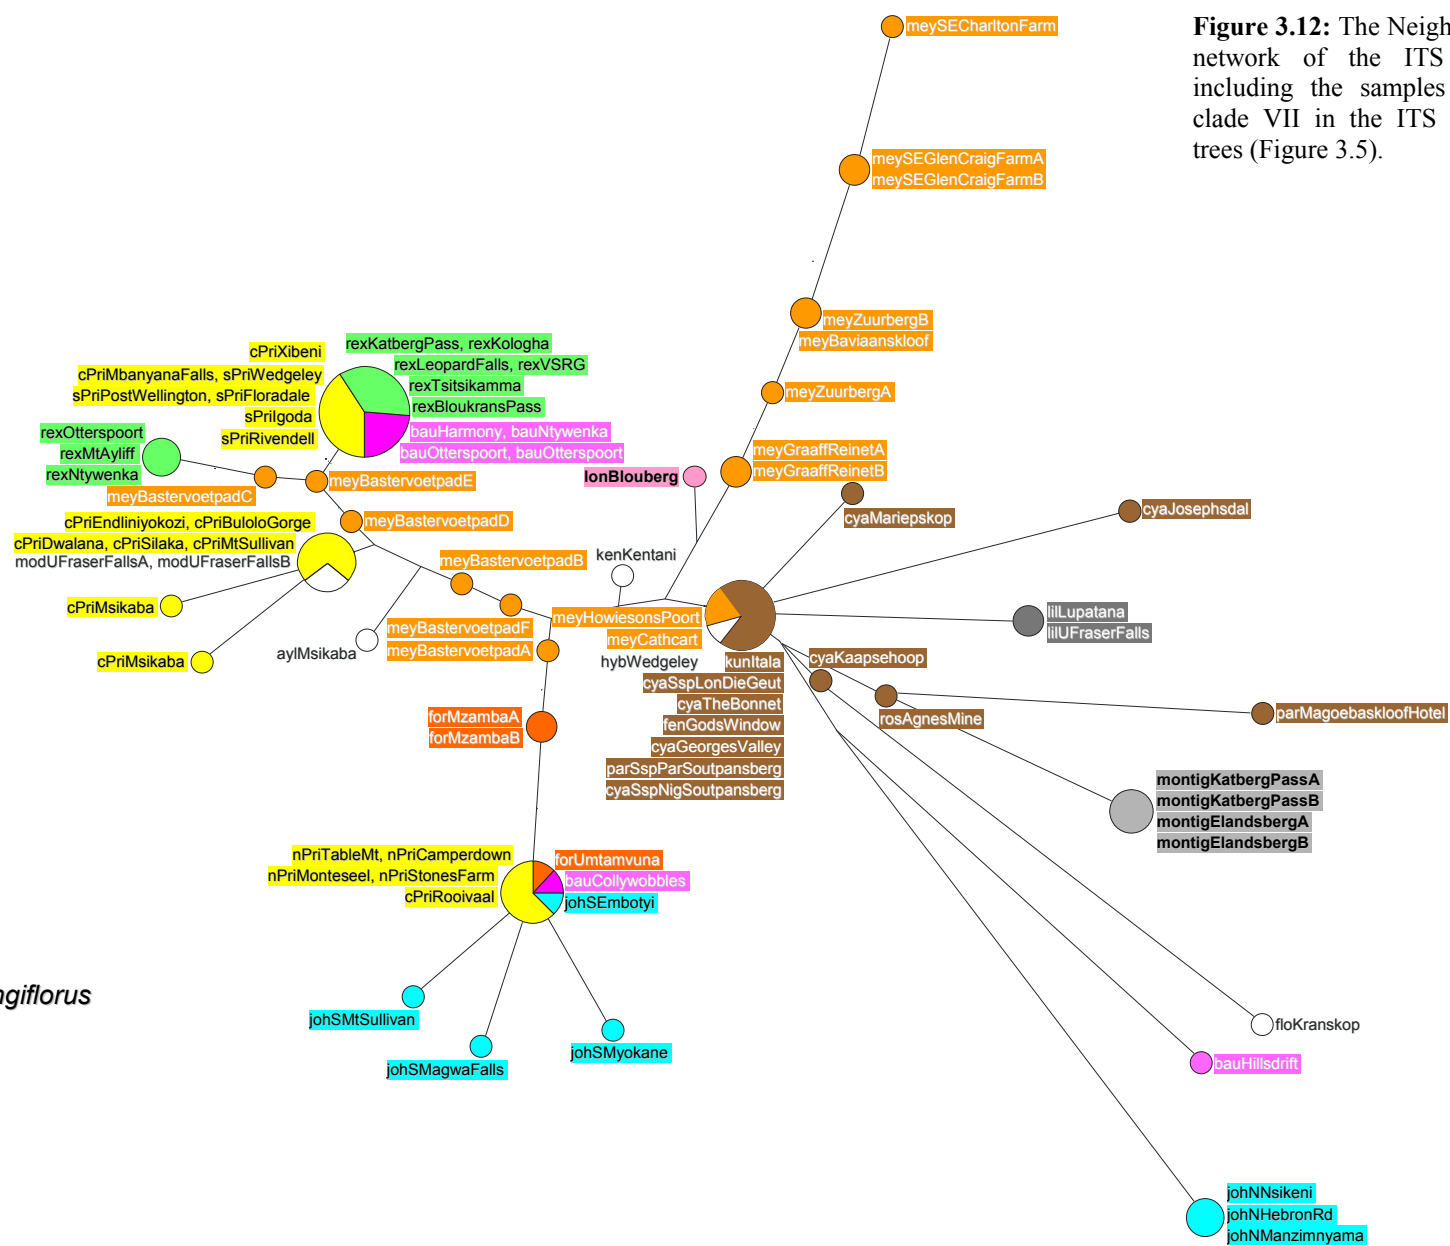 meySECharltonFarm
Figure 3.12: The Neigh
network of the ITS
including the samples
clade VII in the ITS
trees (Figure 3.5).
meySEGlenCraigFarmA
meySEGlenCraigFarmB
meyZuurbergB
meyBaviaanskloof
meyZuurbergA
meyGraaffReinetA
meyGraaffReinetB
cPriXibeni
cPriMbanyanaFalls, sPriWedgeley
sPriPostWellington, sPriFloradale
sPriIgoda
sPriRivendell
rexKatbergPass, rexKologha
rexLeopardFalls, rexVSRG
rexTsitsikamma
rexBloukransPass
bauHarmony, bauNtywenka
bauOtterspoort, bauOtterspoort
rexOtterspoort
rexMtAyliff
rexNtywenka
meyBastervoetpadC
meyBastervoetpadE
lonBlouberg
cyaMariepskop
cyaJosephsdal
cPriEndliniyokozi, cPriBuloloGorge
cPriDwalana, cPriSilaka, cPriMtSullivan
modUFraserFallsA, modUFraserFallsB
meyBastervoetpadD
meyBastervoetpadB
kenKentani
cPriMsikaba
cPriMsikaba
aylMsikaba
meyBastervoetpadF
meyBastervoetpadA
meyHowiesonsPoort
meyCathcart
hybWedgeley
kunItala
cyaSspLonDieGeut
cyaTheBonnet
fenGodsWindow
cyaGeorgesValley
parSspParSoutpansberg
cyaSspNigSoutpansberg
lilLupatana
lilUFraserFalls
cyaKaapsehoop
rosAgnesMine
parMagoebaskloofHotel
forMzambaA
forMzambaB
montigKatbergPassA
montigKatbergPassB
montigElandsbergA
montigElandsbergB
nPriTableMt, nPriCamperdown
nPriMonteseel, nPriStonesFarm
cPriRooivaal
forUmtamvuna
bauCollywobbles
johSEmbotyi
ngiflorus
johSMtSullivan
johSMagwaFalls
johSMyokane
floKranskop
bauHillsdrift
johNNsikeni
johNHebronRd
johNManzimnyama